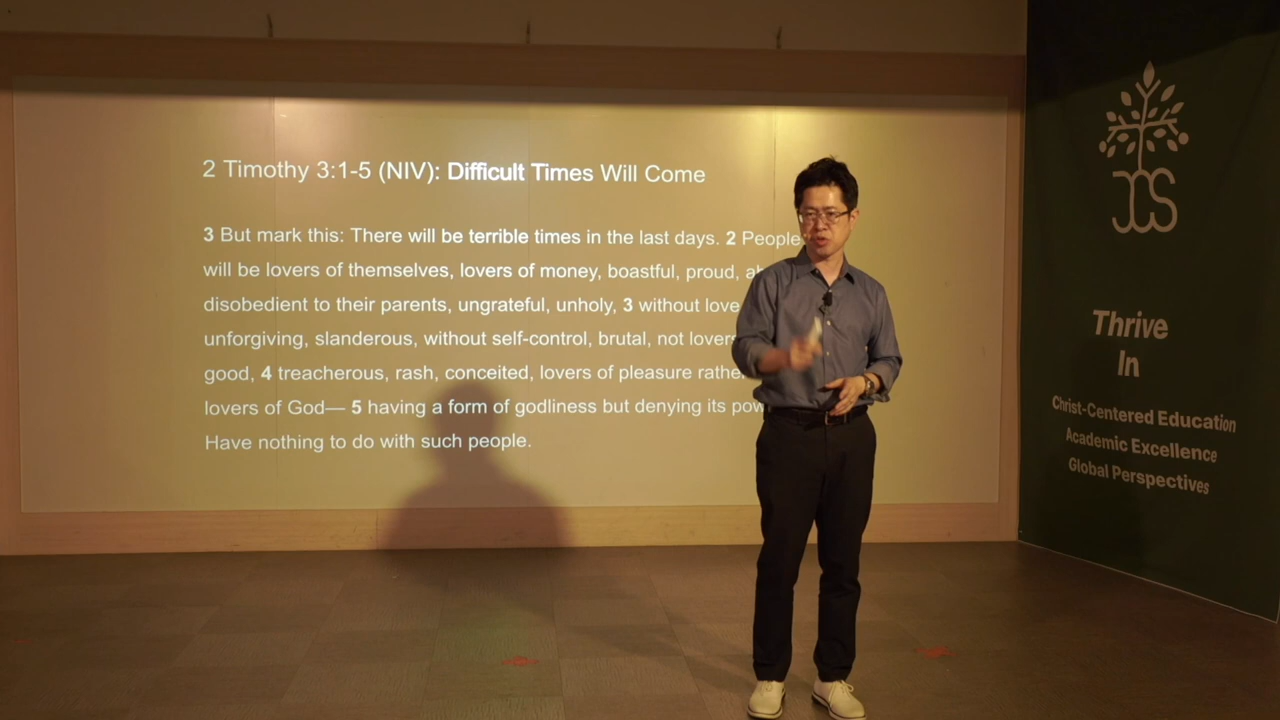 2 Timothy 3:1-5 (NIV): Difficult Times Will Come
3 But mark this: There will be terrible times in the last days. 2 People
will be lovers of themselves, lovers of money, boastful, proud,
disobedient to their parents, ungrateful, unholy, 3 without love
unforgiving, slanderous, without self-control, brutal, not
good, 4 treacherous, rash, conceited, lovers of pleasure
lovers of God— 5 having a form of godliness but denying its
Have nothing to do with such people.
JCS
Thrive
In
Christ-Centered Education
Academic Excellence
Global Perspectives